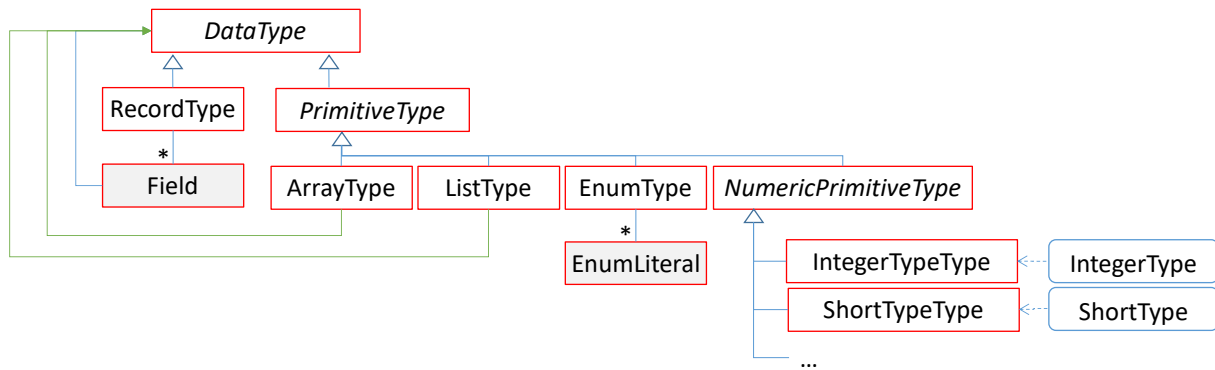 DataType
RecordType
PrimitiveType
*
Field
ArrayType
ListType
EnumType
NumericPrimitiveType
*
EnumLiteral
IntegerTypeType
IntegerType
ShortTypeType
ShortType
...